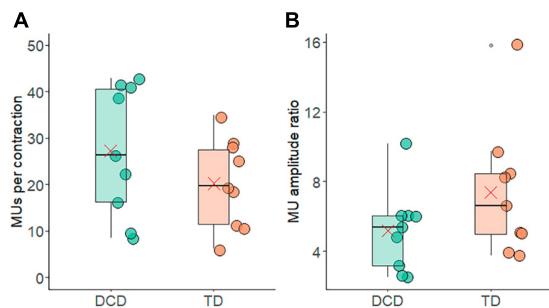 A
MUs per contraction
50
40
30
20
10
0
DCD
TD
B
MU amplitude ratio
16
12
8
4
DCD
TD